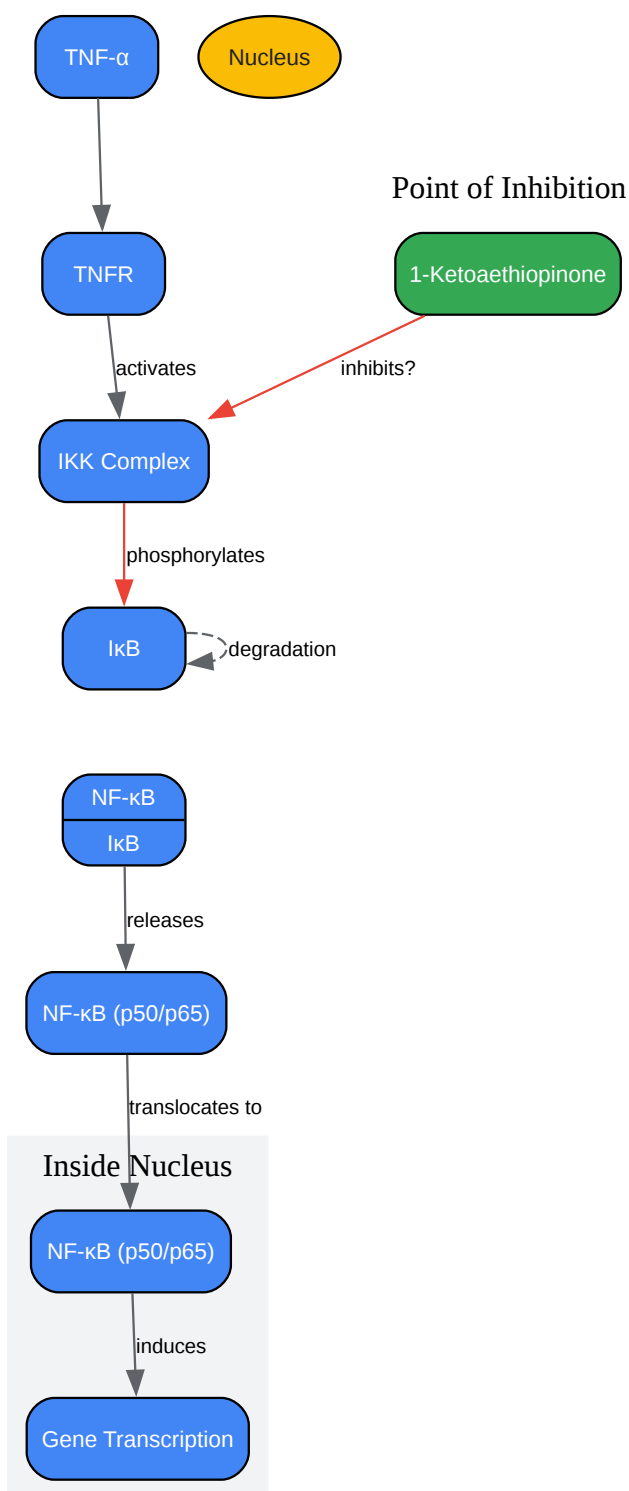 TNF-α
Nucleus
Point of Inhibition
TNFR
1-Ketoaethiopinone
activates
inhibits?
IKK Complex
phosphorylates
IκB
degradation
NF-κB
IκB
releases
NF-κB (p50/p65)
translocates to
Inside Nucleus
NF-κB (p50/p65)
induces
Gene Transcription